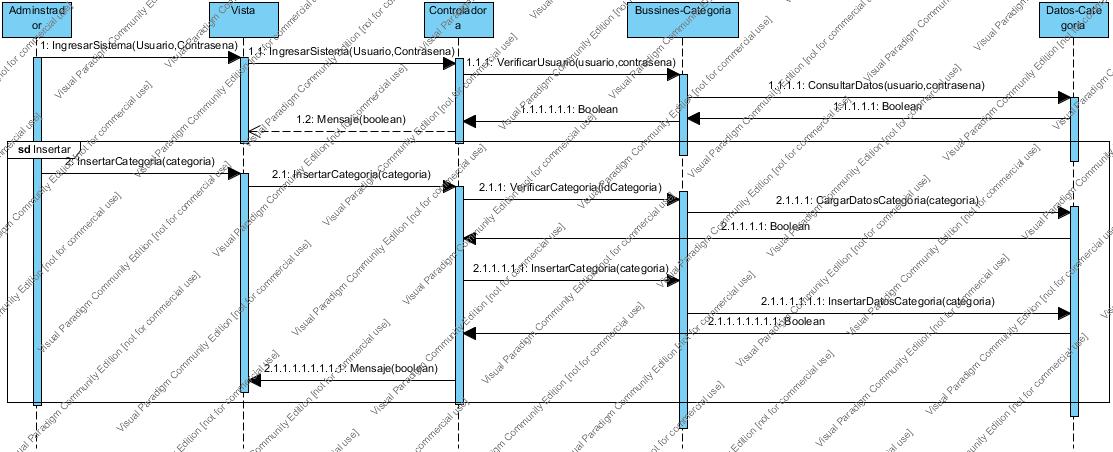 Adminstrad
or
Vista
Controlador
a
Bussines-Categoria
Datos-Cate
goria
1: IngresarSistema(Usuario,Contrasena)
1.1: IngresarSistema(Usuario,Contrasena)
1.1.1: VerificarUsuario(usuario,contrasena)
1.1.1.1: ConsultarDatos(usuario,contrasena)
1.1.1.1.1: Boolean
1.1.1.1.1.1: Boolean
1.2: Mensaje(boolean)
sd Insertar
2: InsertarCategoria(categoria)
2.1: InsertarCategoria(categoria)
2.1.1: VerificarCategoria(idCategoria)
2.1.1.1: CargarDatosCategoria(categoria)
2.1.1.1.1: Boolean
2.1.1.1.1.1: InsertarCategoria(categoria)
2.1.1.1.1.1.1: InsertarDatosCategoria(categoria)
2.1.1.1.1.1.1.1: Boolean
2.1.1.1.1.1.1.1.1: Mensaje(boolean)
Visual Paradigm Community Edition [not for commercial use]